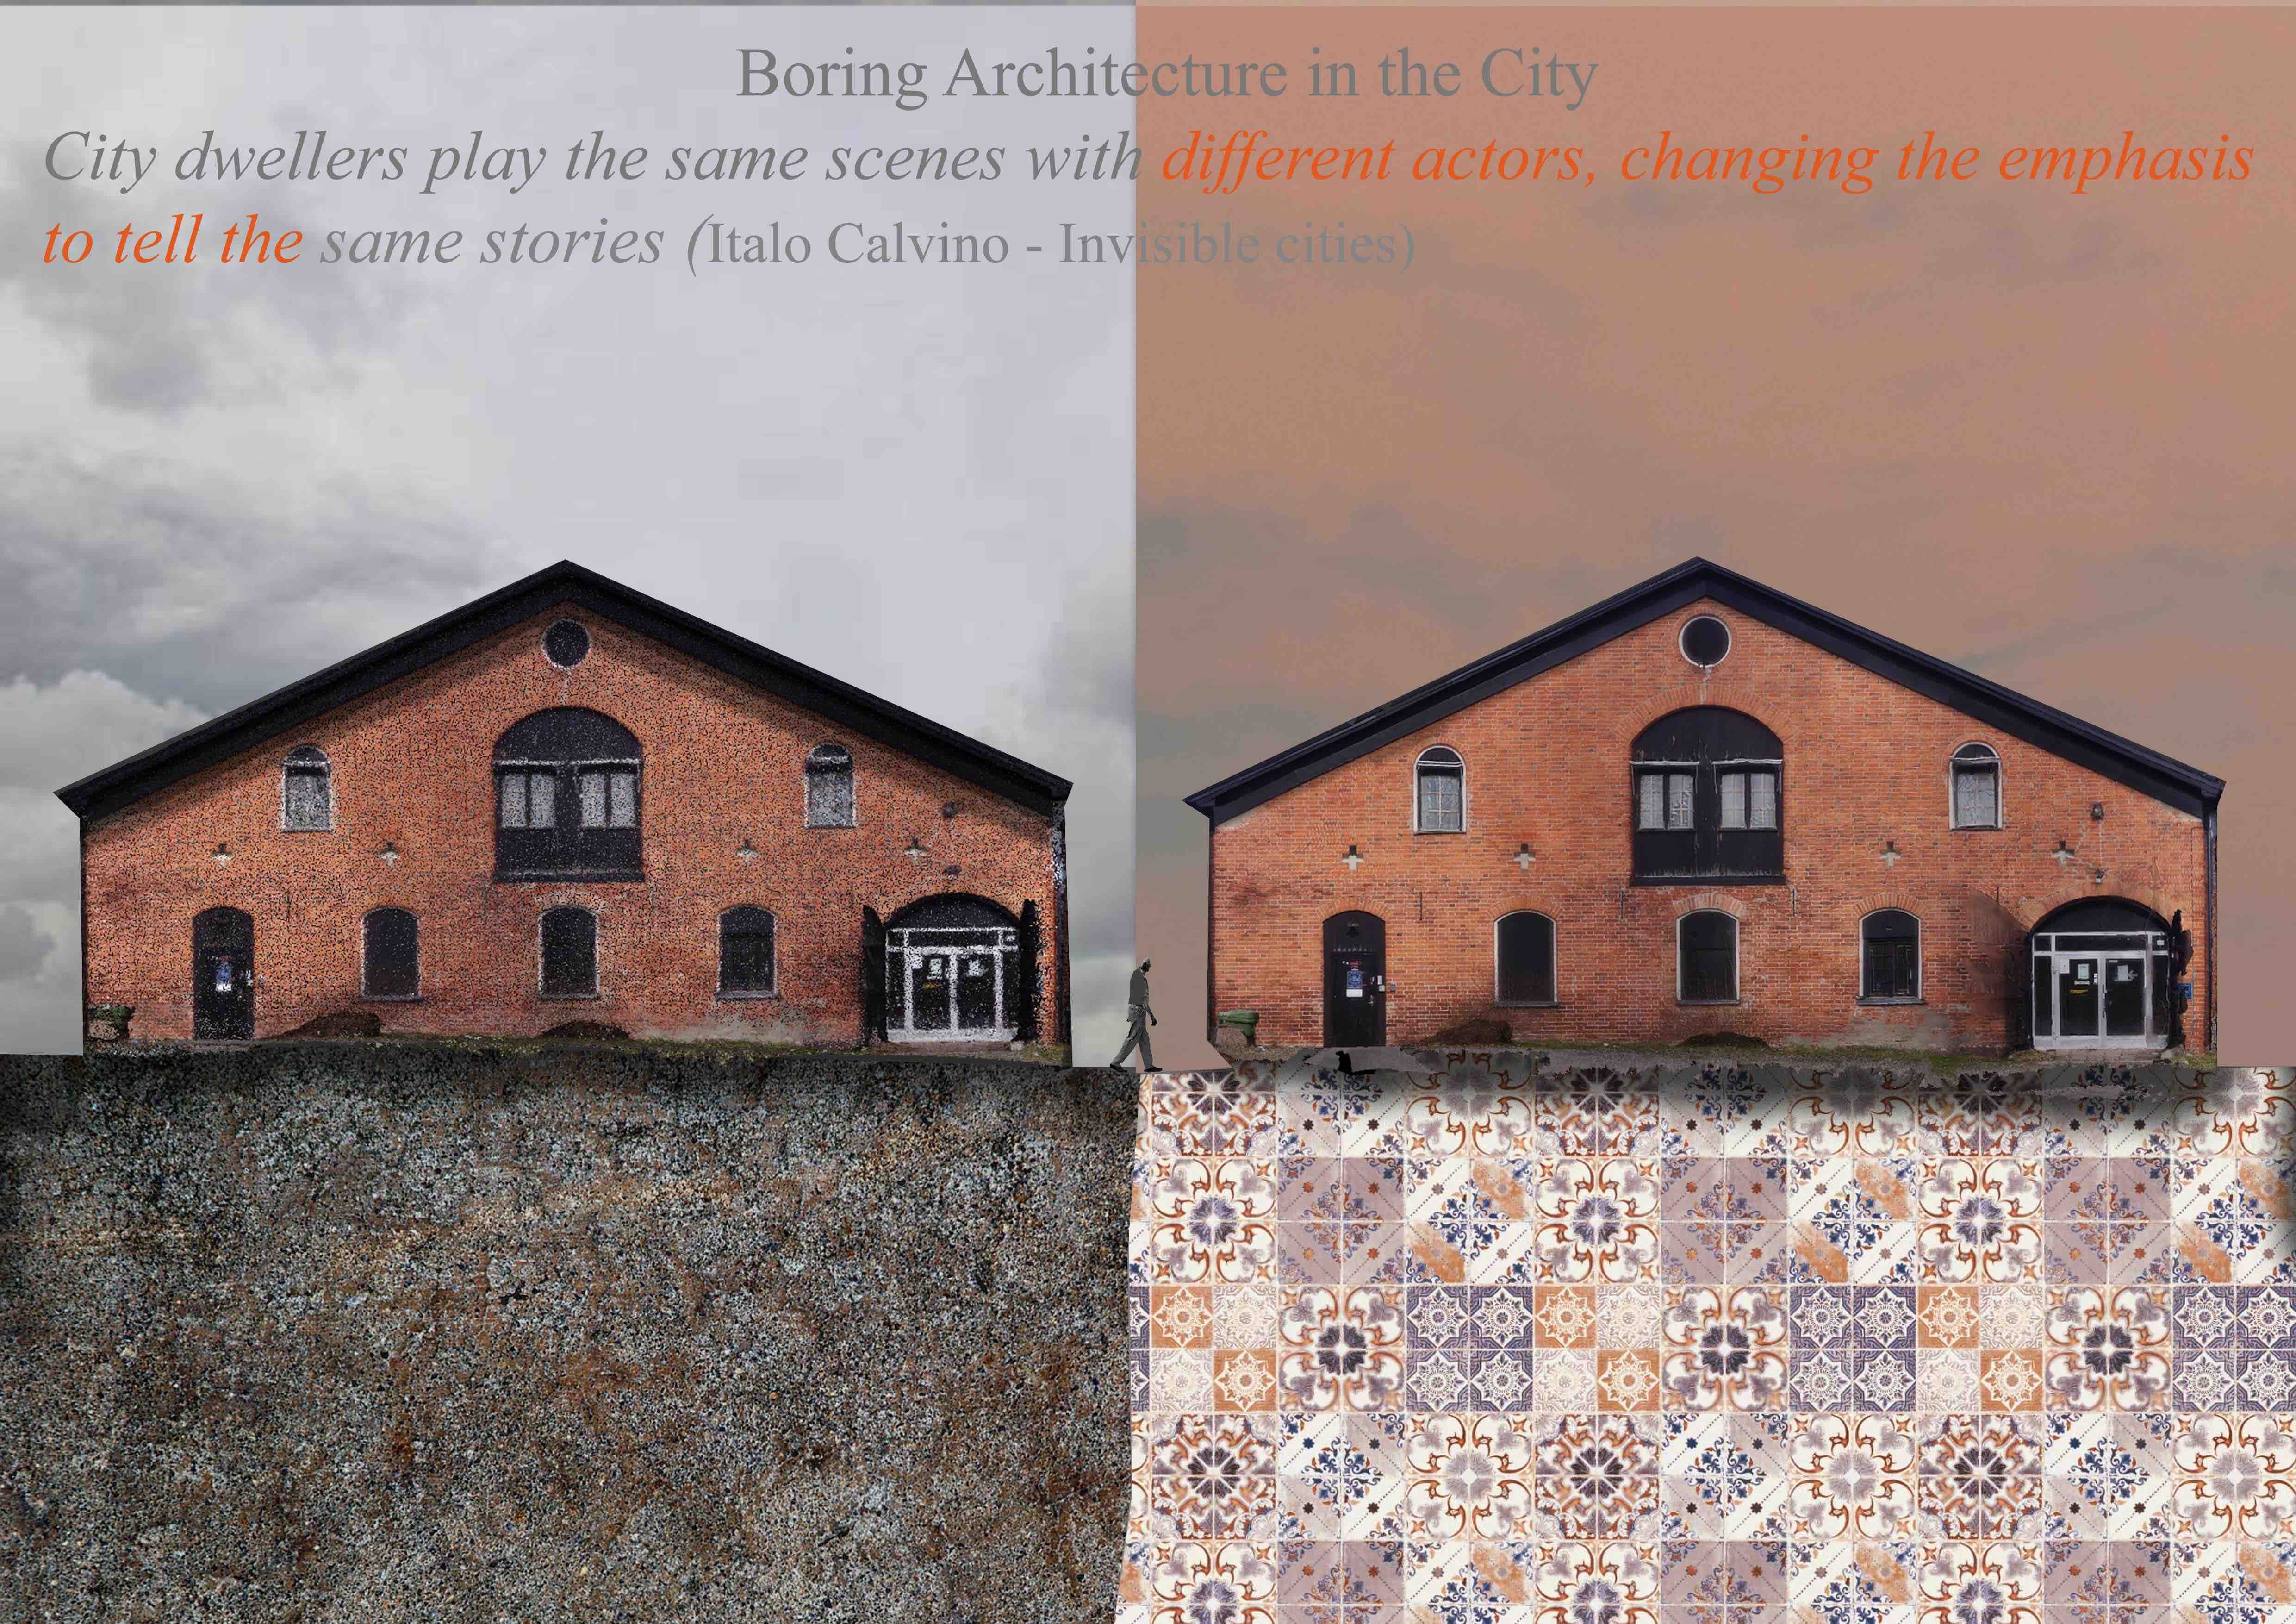 Boring Architecture in the City
City dwellers play the same scenes with different actors, changing the emphasis
to tell the same stories (Italo Calvino - Invisible cities)